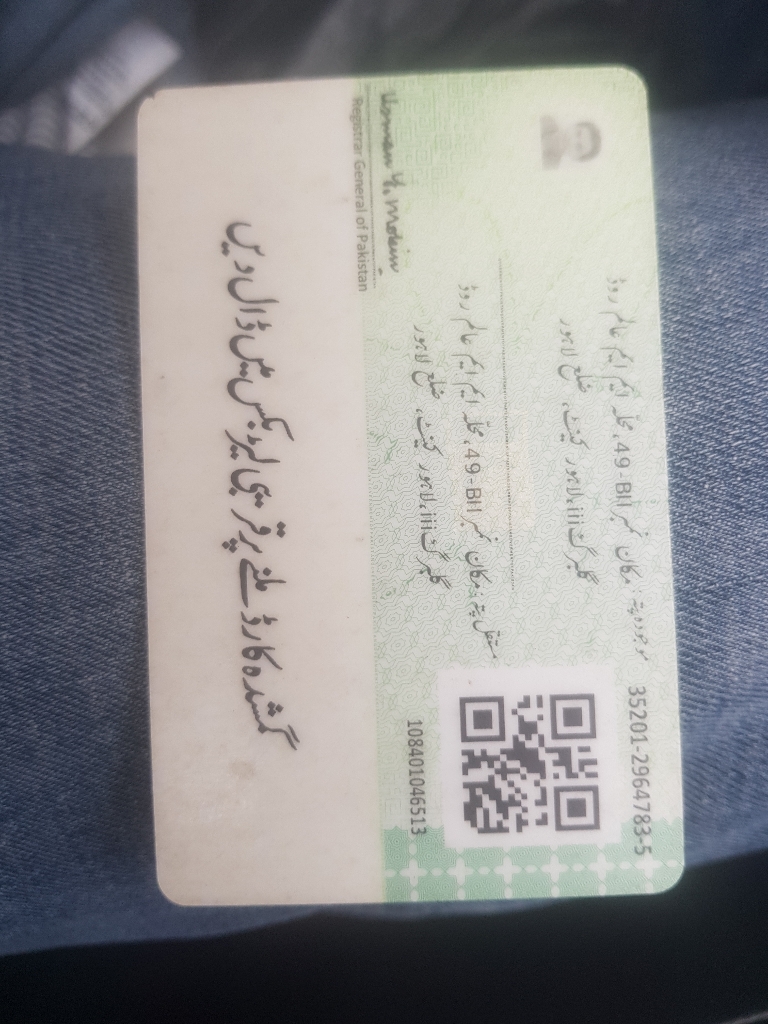 35201-2964783-5
موجودہ پتہ: مکان نمبر 49-BII، محلہ ایم ایم عالم روڈ
گلبرگ iii، لاہور کینٹ، ضلع لاہور
مستقل پتہ: مکان نمبر 49-BII، محلہ ایم ایم عالم روڈ
گلبرگ iii، لاہور کینٹ، ضلع لاہور
108401046513
Usman Y. Mobin
Registrar General of Pakistan
گمشدہ کارڈ ملنے پر قریبی لیٹر بکس میں ڈال دیں